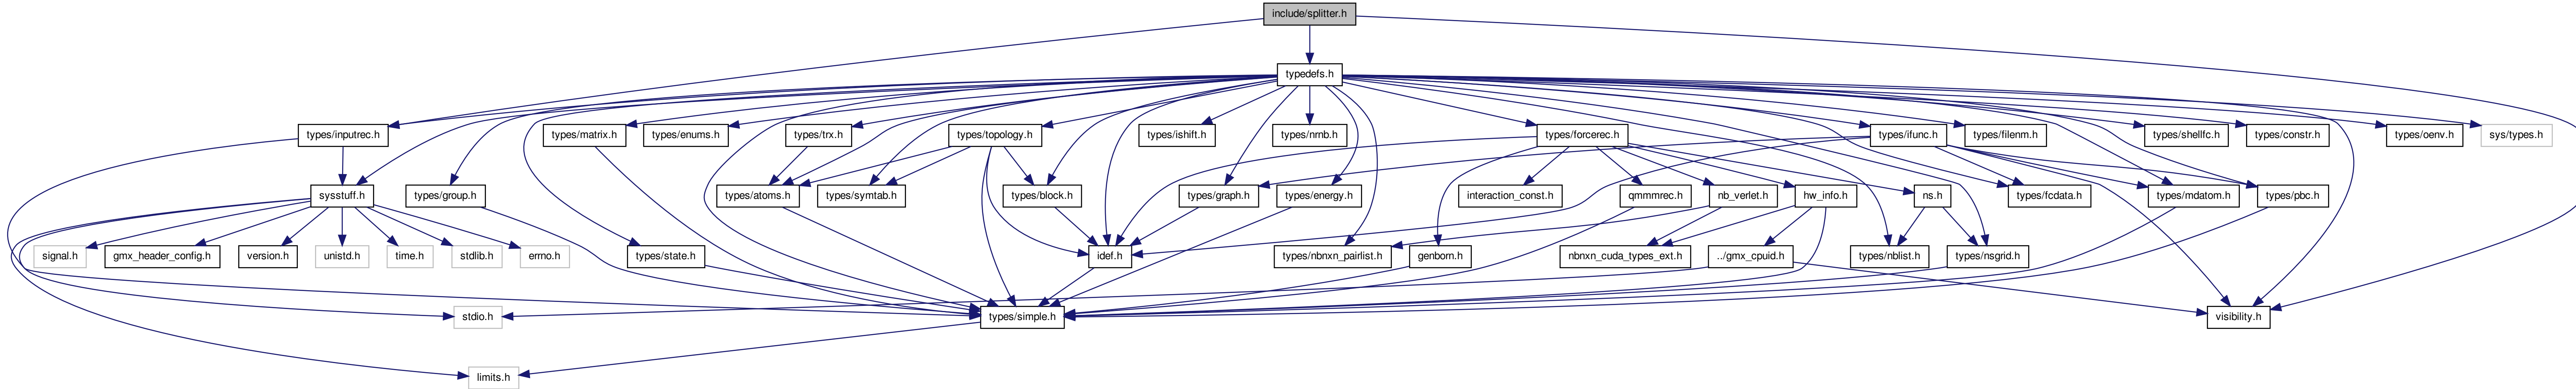 include/splitter.h
typedefs.h
types/inputrec.h
types/matrix.h
types/enums.h
types/trx.h
types/topology.h
types/ishift.h
types/nrnb.h
types/forcerec.h
types/ifunc.h
types/filenm.h
types/shellfc.h
types/constr.h
types/oenv.h
sys/types.h
sysstuff.h
types/group.h
types/atoms.h
types/symtab.h
types/block.h
types/graph.h
types/energy.h
interaction_const.h
qmmmrec.h
nb_verlet.h
hw_info.h
ns.h
types/fcdata.h
types/mdatom.h
types/pbc.h
signal.h
gmx_header_config.h
version.h
unistd.h
time.h
stdlib.h
errno.h
types/state.h
idef.h
types/nbnxn_pairlist.h
genborn.h
nbnxn_cuda_types_ext.h
../gmx_cpuid.h
types/nblist.h
types/nsgrid.h
stdio.h
types/simple.h
visibility.h
limits.h